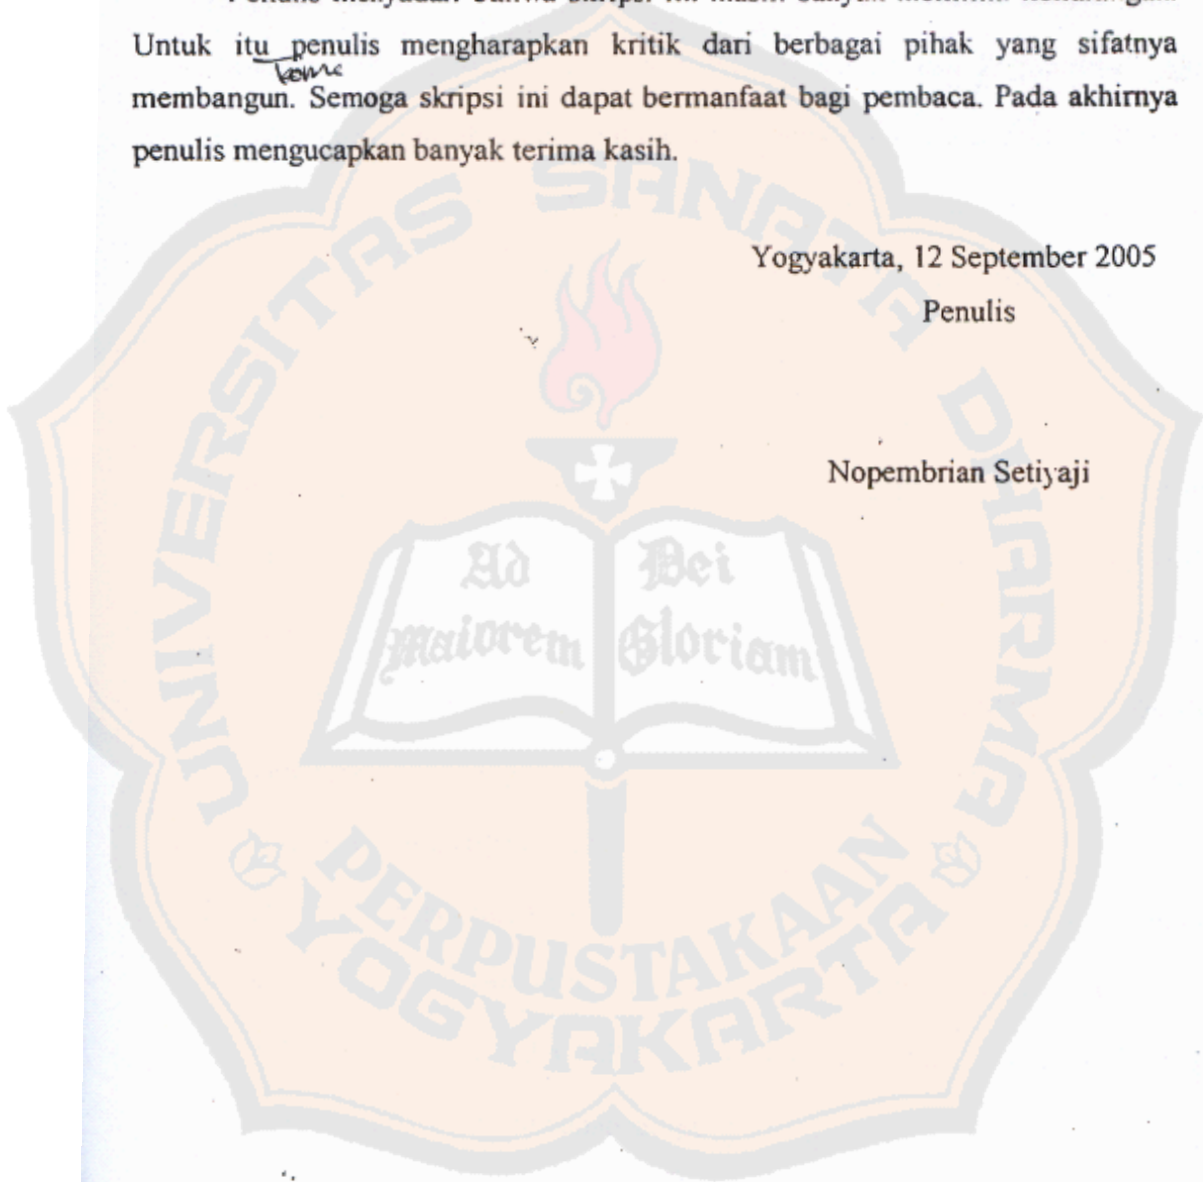 Untuk itu penulis mengharapkan kritik dari berbagai pihak yang sifatnya
membangun. Semoga skripsi ini dapat bermanfaat bagi pembaca. Pada akhirnya
penulis mengucapkan banyak terima kasih.
Yogyakarta, 12 September 2005
Penulis
Nopembrian Setiyaji
UNIVERSITAS SANATA DHARMA
Ad
Maiorem
Dei
Gloriam
PERPUSTAKAAN
YOGYAKARTA